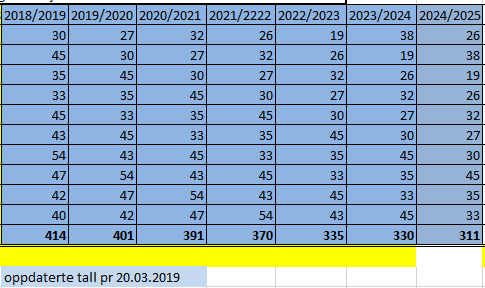 2018/2019 2019/2020 2020/2021 2021/2222 2022/2023 2023/2024 2024/2025
30 27 32 26 19 38 26
45 30 27 32 26 19 38
35 45 30 27 32 26 19
33 35 45 30 27 32 26
45 33 35 45 30 27 32
43 45 33 35 45 30 27
54 43 45 33 35 45 30
47 54 43 45 33 35 45
42 47 54 43 45 33 35
40 42 47 54 43 45 33
414 401 391 370 335 330 311
oppdaterte tall pr 20.03.2019